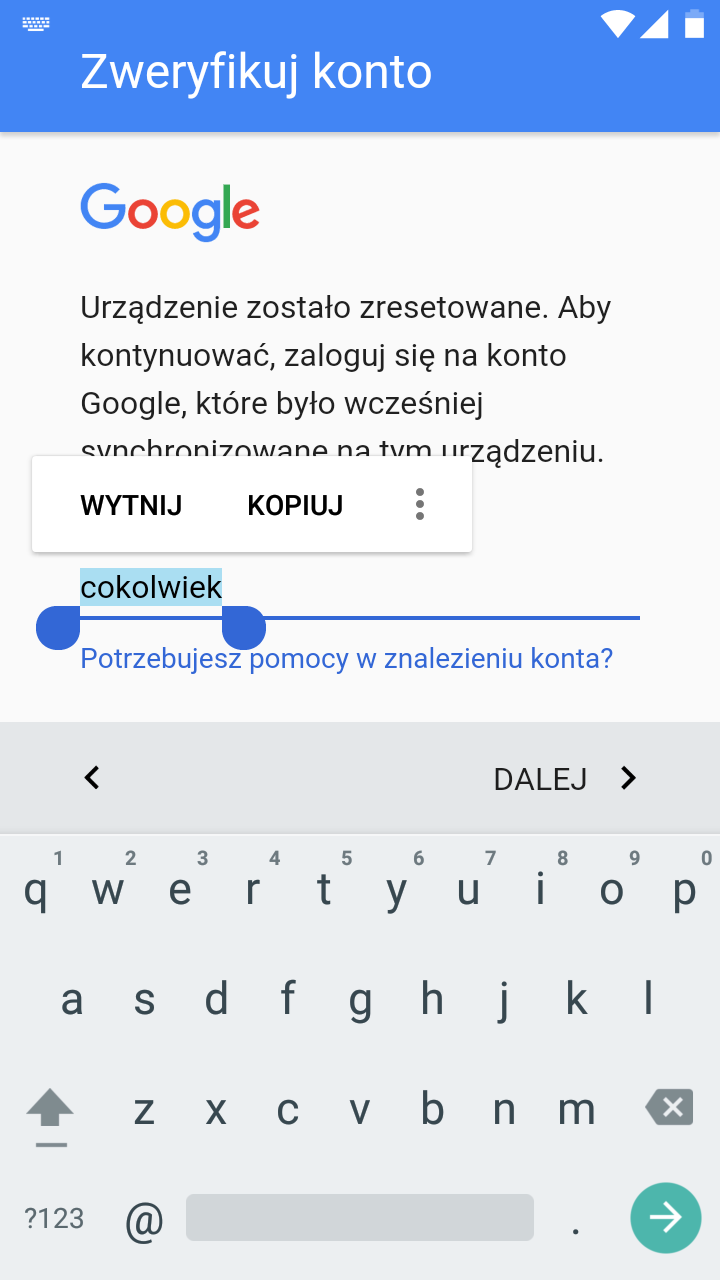 Zweryfikuj konto
Google
Urządzenie zostało zresetowane. Aby
kontynuować, zaloguj się na konto
Google, które było wcześniej
synchronizowane na tym urządzeniu.
WYTNIJ KOPIUJ
cokolwiek
Potrzebujesz pomocy w znalezieniu konta?
DALEJ
1 2 3 4 5 6 7 8 9 0
q w e r t y u i o p
a s d f g h j k l
z x c v b n m
?123 @ .